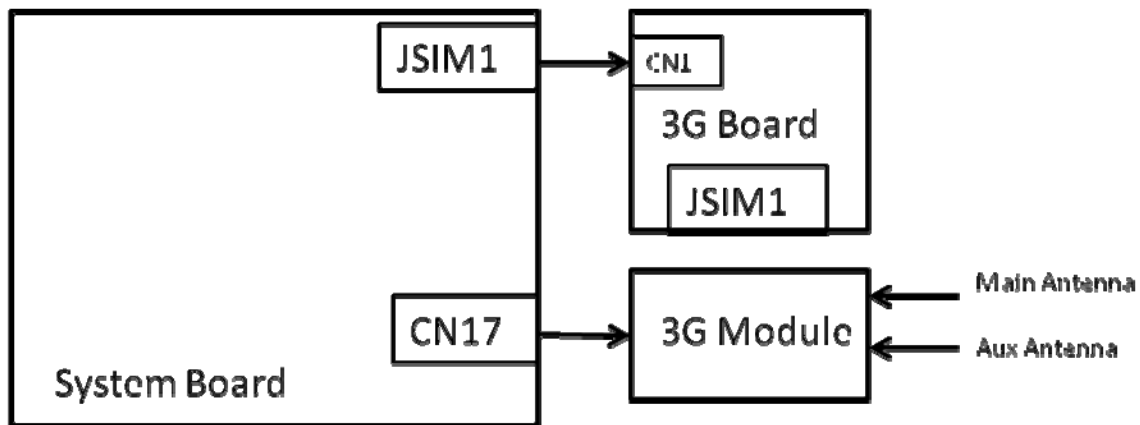 JSIM1
CN1
3G Board
JSIM1
CN17
3G Module
Main Antenna
Aux Antenna
System Board